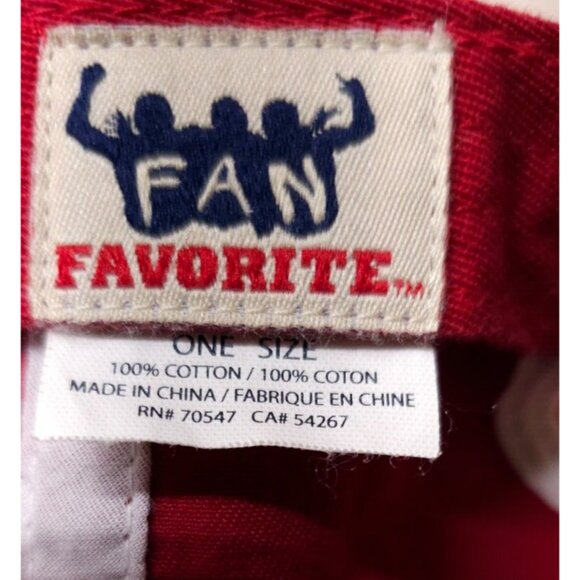 FAN
FAVORITE™
ONE SIZE
100% COTTON / 100% COTON
MADE IN CHINA / FABRIQUE EN CHINE
RN# 70547 CA# 54267